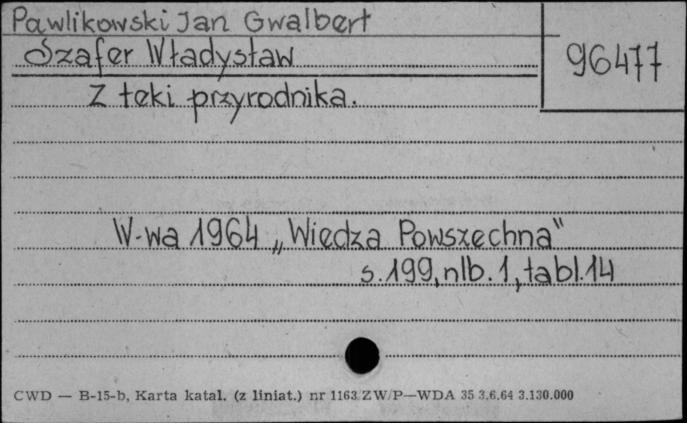 Pawlikowski Jan Gwalbert
Szafer Władysław
96477
Z teki przyrodnika.
W-wa 1964 „Wiedza Powszechna"
s.199, nlb.1, tabl.14
CWD — B-15-b, Karta katal. (z liniat.) nr 1163 ZW/P—WDA 35 3.6.64 3.130.000